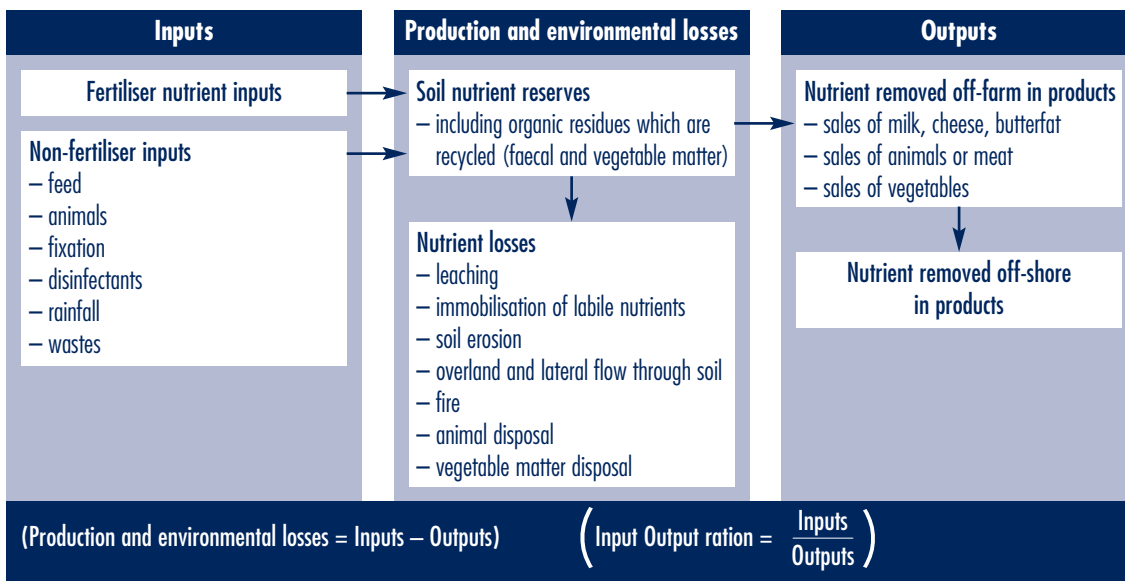 Inputs
Fertiliser nutrient inputs
Non-fertiliser inputs
– feed
– animals
– fixation
– disinfectants
– rainfall
– wastes
Production and environmental losses
Soil nutrient reserves
– including organic residues which are
recycled (faecal and vegetable matter)
Nutrient losses
– leaching
– immobilisation of labile nutrients
– soil erosion
– overland and lateral flow through soil
– fire
– animal disposal
– vegetable matter disposal
Outputs
Nutrient removed off-farm in products
– sales of milk, cheese, butterfat
– sales of animals or meat
– sales of vegetables
Nutrient removed off-shore
in products
(Production and environmental losses = Inputs – Outputs)
(Input Output ration = Inputs
Outputs)